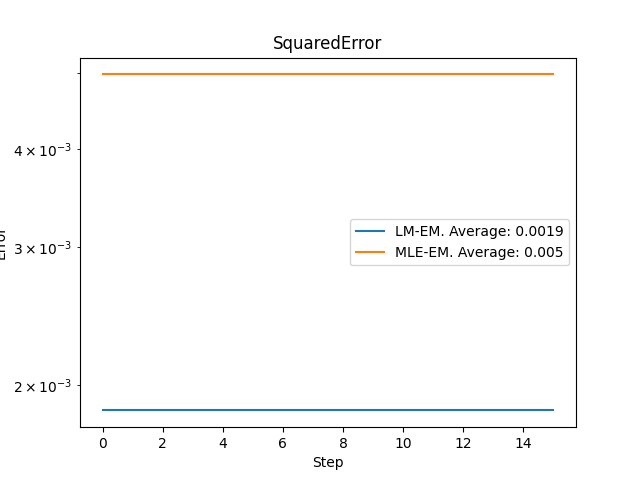 SquaredError
Error
4 × 10⁻³
3 × 10⁻³
2 × 10⁻³
LM-EM. Average: 0.0019
MLE-EM. Average: 0.005
0 2 4 6 8 10 12 14
Step